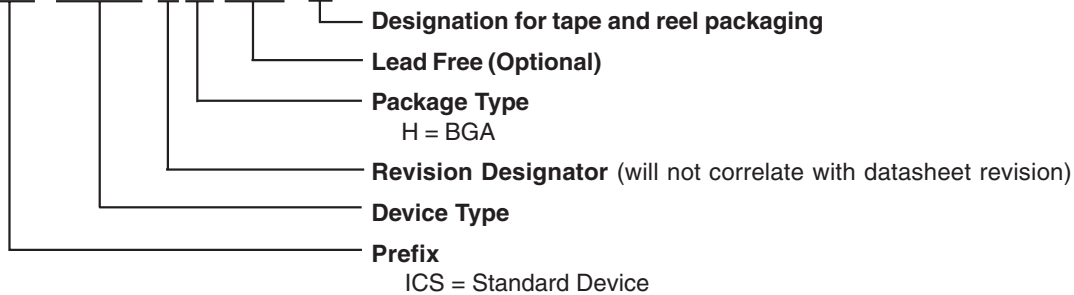 Designation for tape and reel packaging
Lead Free (Optional)
Package Type
H = BGA
Revision Designator (will not correlate with datasheet revision)
Device Type
Prefix
ICS = Standard Device